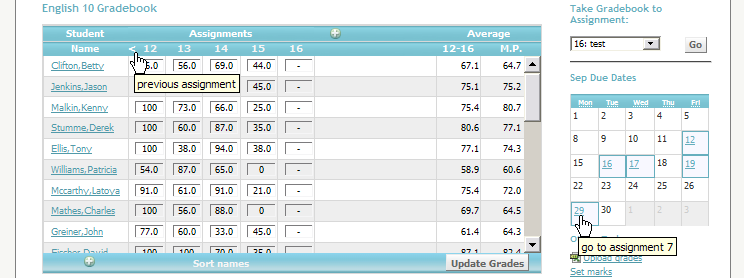 English 10 Gradebook
Student Assignments Average
Name < 12 13 14 15 16 12-16 M.P.
Clifton,Betty 5.0 56.0 69.0 44.0 - 67.1 64.7
previous assignment
Jenkins,Jason 45.0 - 75.1 75.2
Malkin,Kenny 100 73.0 66.0 25.0 - 75.4 80.7
Stumme,Derek 100 60.0 87.0 35.0 - 80.6 77.1
Ellis,Tony 100 38.0 94.0 38.0 - 77.1 74.3
Williams,Patricia 54.0 87.0 65.0 0 - 58.9 60.6
Mccarthy,Latoya 91.0 61.0 91.0 21.0 - 75.4 72.0
Mathes,Charles 100 56.0 88.0 0 - 69.7 64.5
Greiner,John 77.0 60.0 33.0 45.0 - 61.4 64.3
Fischer,David 100 100 70.0 35.0 - 87.1 82.4
Sort names Update Grades
Take Gradebook to
Assignment:
16: test Go
Sep Due Dates
Mon Tue Wed Thu Fri
1 2 3 4 5
8 9 10 11 12
15 16 17 18 19
22 23 24 25 26
29 30 1 2 3
go to assignment 7
Upload grades
Set marks